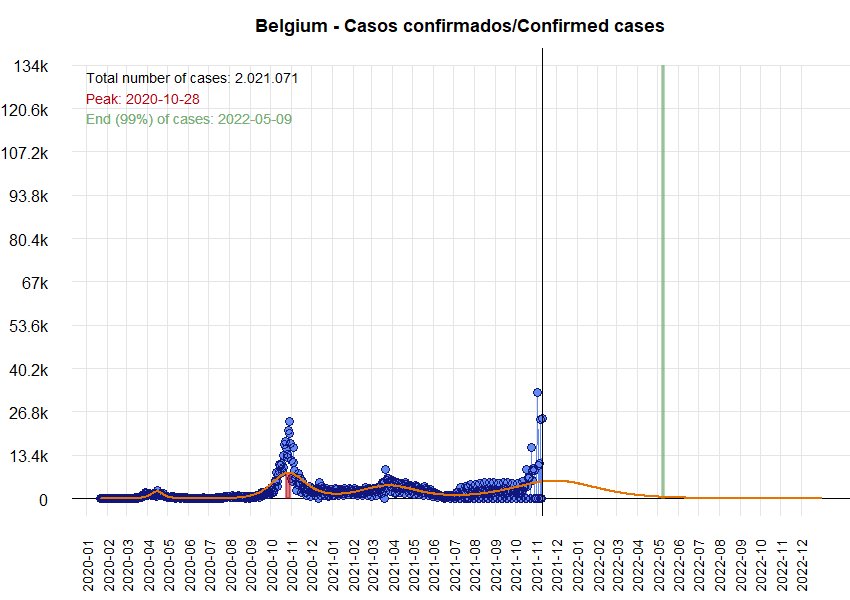 Belgium - Casos confirmados/Confirmed cases
134k
120.6k
107.2k
93.8k
80.4k
67k
53.6k
40.2k
26.8k
13.4k
0
Total number of cases: 2.021.071
Peak: 2020-10-28
End (99%) of cases: 2022-05-09
2020-01
2020-02
2020-03
2020-04
2020-05
2020-06
2020-07
2020-08
2020-09
2020-10
2020-11
2020-12
2021-01
2021-02
2021-03
2021-04
2021-05
2021-06
2021-07
2021-08
2021-09
2021-10
2021-11
2021-12
2022-01
2022-02
2022-03
2022-04
2022-05
2022-06
2022-07
2022-08
2022-09
2022-10
2022-11
2022-12